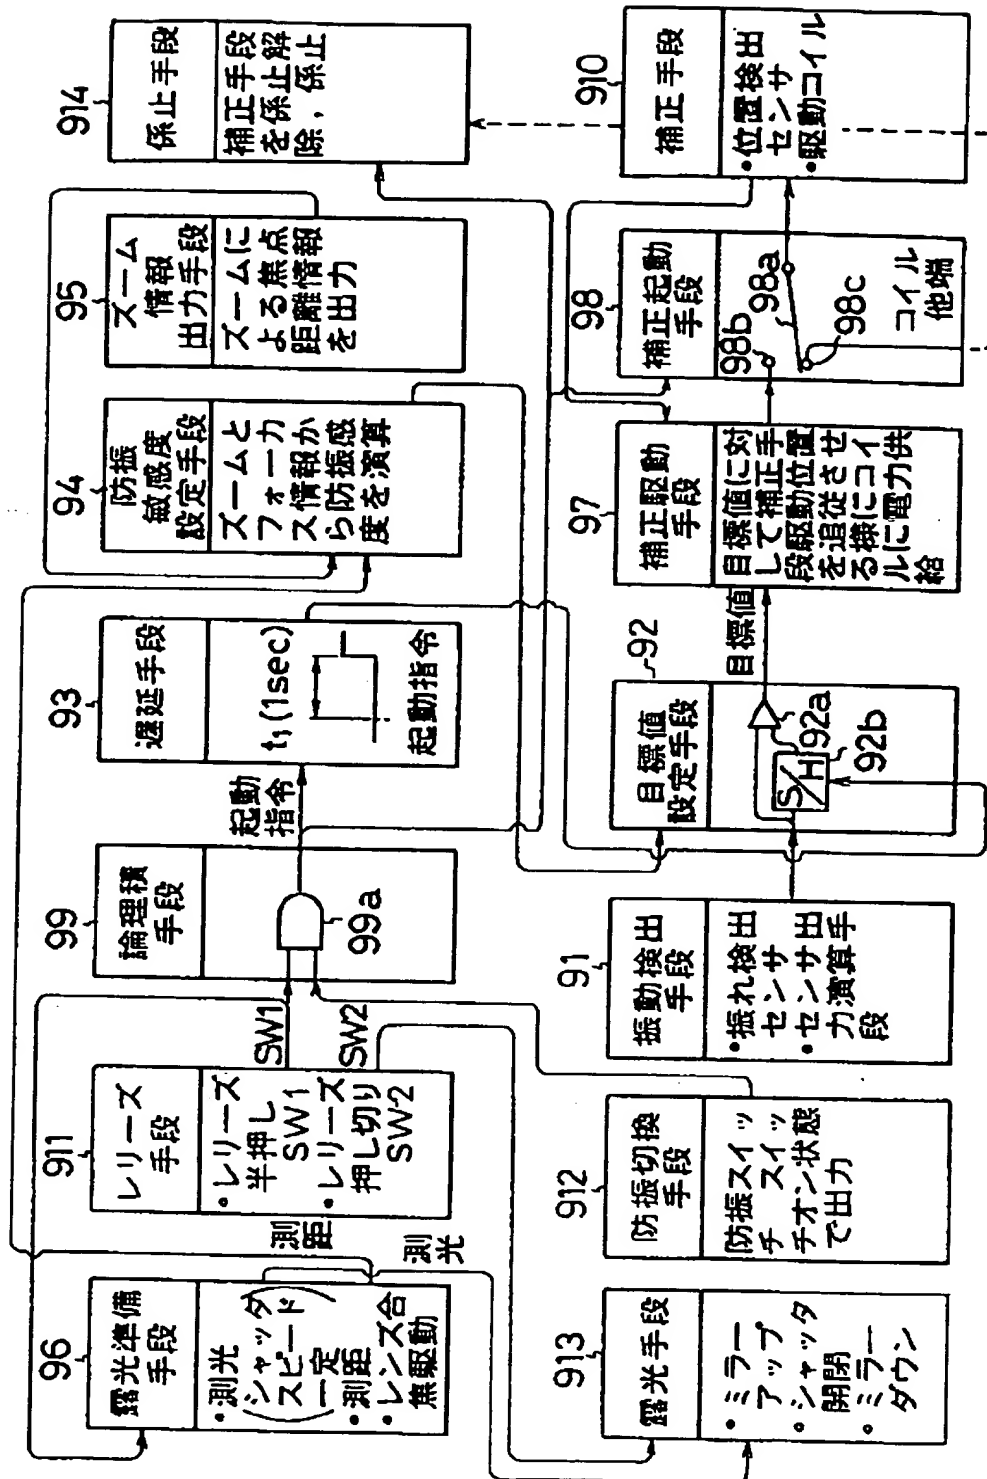 96
露光準備
手段
・測光
（シャッタ
スピード
一定）
・測距
・レンズ合
焦駆動
測距
測光
911
レリーズ
手段
・レリーズ
半押し
SW1
・レリーズ
押し切り
SW2
SW1
SW2
99
論理積
手段
99a
起動
指令
93
遅延手段
t₁(1sec)
起動指令
94
防振
敏感度
設定手段
ズームと
フォーカ
ス情報か
ら防振感
度を演算
95
ズーム
情報
出力手段
ズームに
よる焦点
距離情報
を出力
914
係止手段
補正手段
を係止解
除，係止
913
露光手段
・ミラー
アップ
・シャッタ
開閉
・ミラー
ダウン
912
防振切換
手段
防振スイッ
チ スイッ
チオン状態
で出力
91
振動検出
手段
・振れ検出
センサ
・センサ出
力演算手
段
92
目標値
設定手段
S/H
92a
92b
目標値
97
補正駆動
手段
目標値に対
して補正手
段駆動位置
を追従させ
る様にコイ
ルに電力供
給
98
補正起動
手段
98b
98a
98c
コイル
他端
910
補正手段
・位置検出
センサ
・駆動コイル